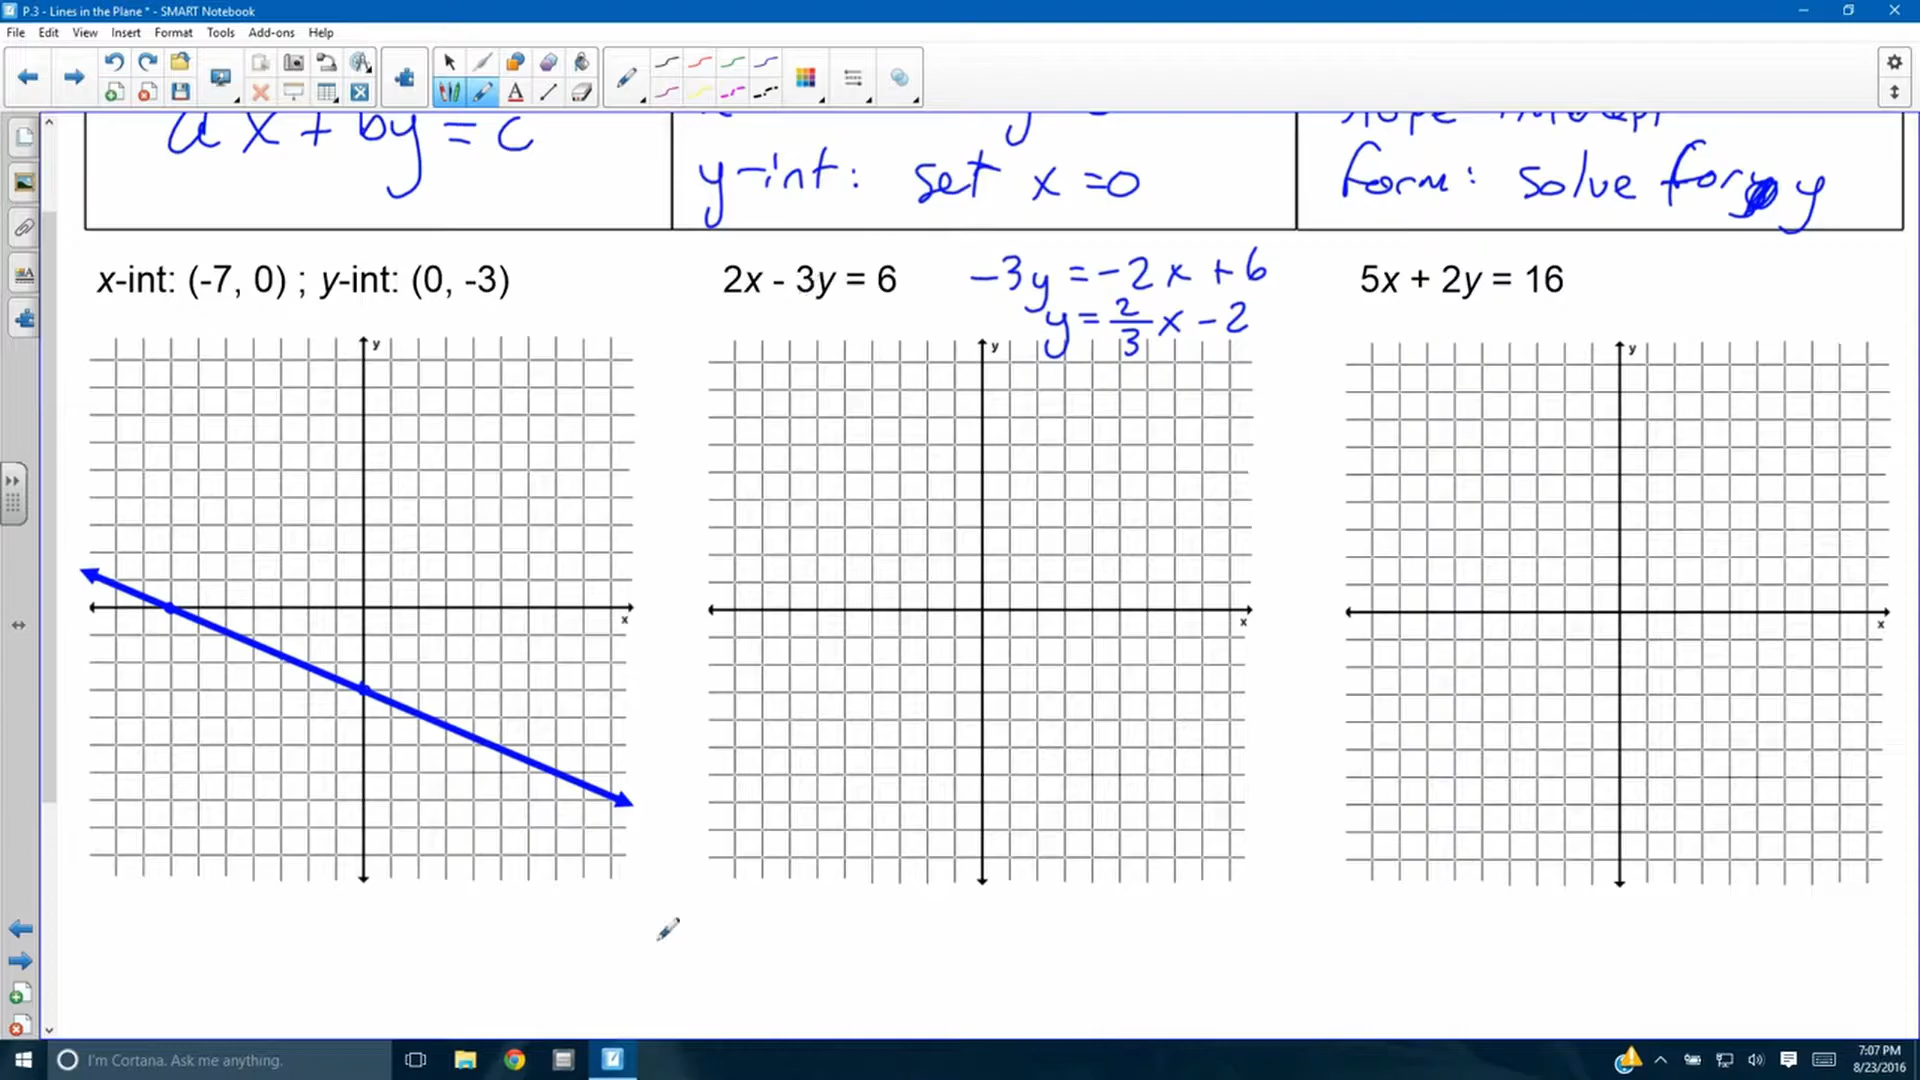 P.3 - Lines in the Plane * - SMART Notebook
File Edit View Insert Format Tools Add-ons Help
ax + by = c
y-int: set x = 0
form: solve for y
x-int: (-7, 0) ; y-int: (0, -3)
2x - 3y = 6
-3y = -2x + 6
y = 2/3 x - 2
5x + 2y = 16
y
x
y
x
y
x
I'm Cortana. Ask me anything.
7:07 PM
8/23/2016